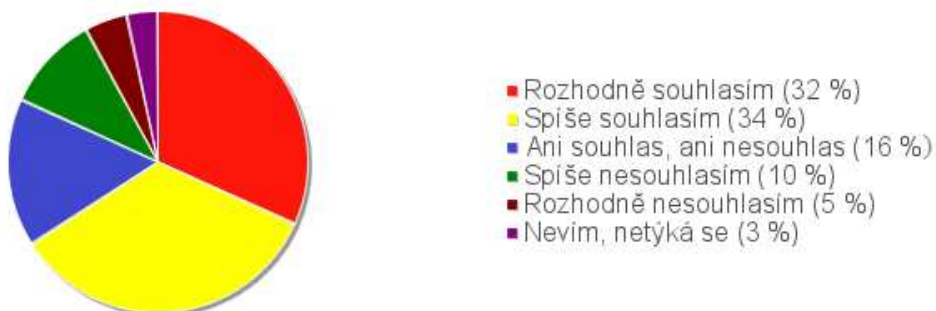 Rozhodně souhlasím (32 %)
Spíše souhlasím (34 %)
Ani souhlas, ani nesouhlas (16 %)
Spíše nesouhlasím (10 %)
Rozhodně nesouhlasím (5 %)
Nevím, netýká se (3 %)